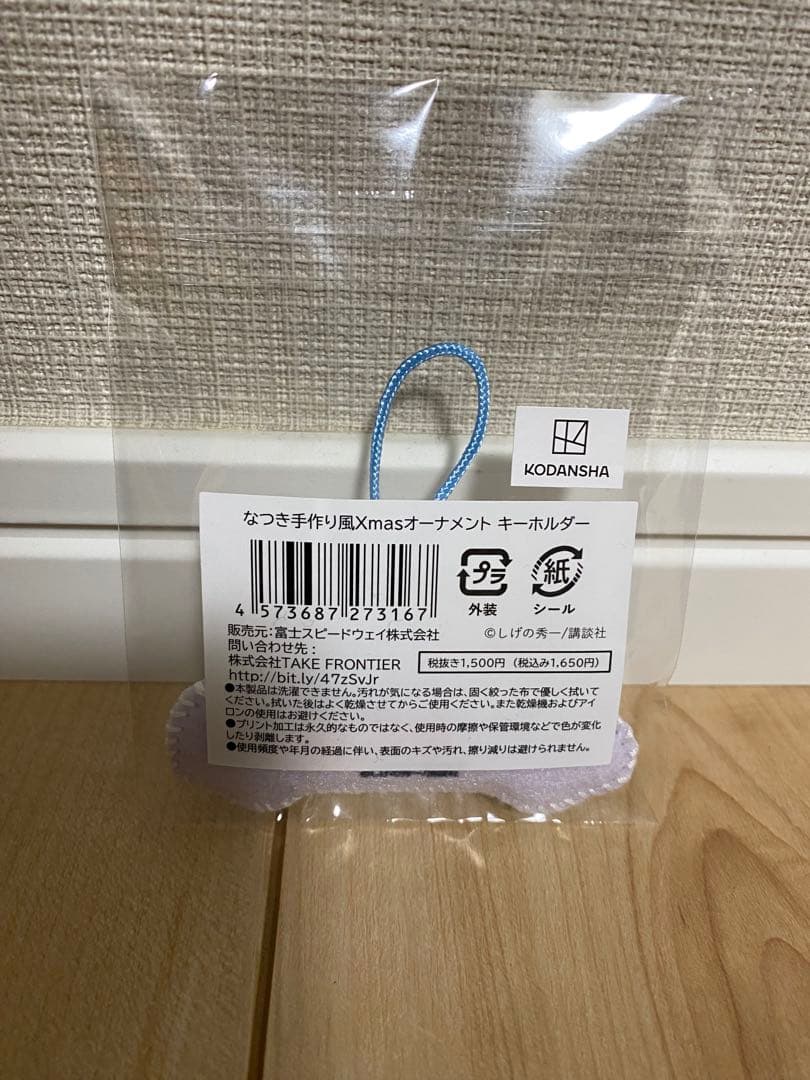 KODANSHA
なつき手作り風Xmasオーナメント キーホルダー
4 573687 273167
プラ
外装
紙
シール
販売元:富士スピードウェイ株式会社
©しげの秀一/講談社
問い合わせ先:
株式会社TAKE FRONTIER
税抜き1,500円(税込み1.650円)
http://bit.ly/47zSvJr
●本製品は洗濯できません。汚れが気になる場合は、固く絞った布で優しく拭いて
ください。拭いた後はよく乾燥させてからご使用ください。また乾燥機およびアイ
ロンの使用はお避けください。
●プリント加工は永久的なものではなく、使用時の摩擦や保管環境などで色が変化
したり剥離します。
●使用頻度や年月の経過に伴い、表面のキズや汚れ、擦り減りは避けられません。